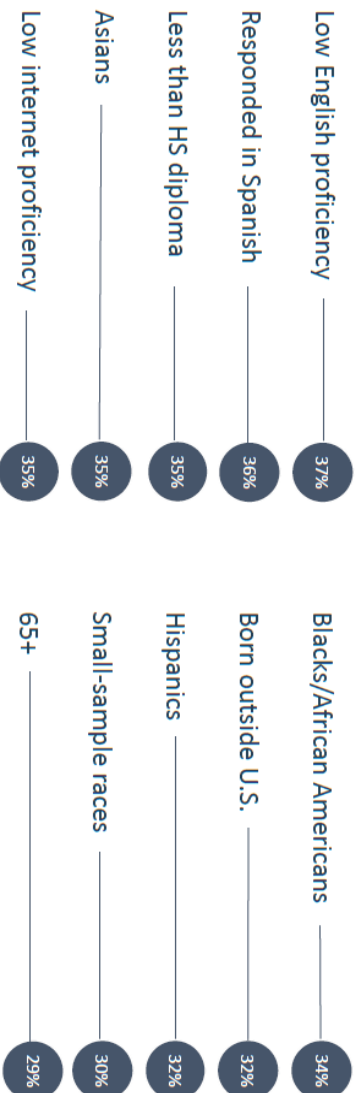 Low English proficiency 37%
Responded in Spanish 36%
Less than HS diploma 35%
Asians 35%
Low internet proficiency 35%
Blacks/African Americans 34%
Born outside U.S. 32%
Hispanics 32%
Small-sample races 30%
65+ 29%